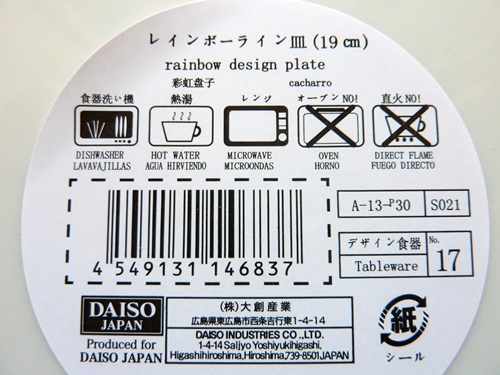 レインボーライン皿(19cm)
rainbow design plate
彩虹盘子 cacharro
食器洗い機 熱湯 レンジ オーブンNO! 直火NO!
DISHWASHER HOT WATER MICROWAVE OVEN DIRECT FLAME
LAVAVAJILLAS AGUA HIRVIENDO MICROONDAS HORNO FUEGO DIRECTO
A-13-P30 S021
デザイン食器 No.
Tableware 17
4 549131 146837
DAISO
JAPAN
Produced for
DAISO JAPAN
(株)大創産業
広島県東広島市西条吉行東1-4-14
DAISO INDUSTRIES CO.,LTD.
1-4-14 Saijyo Yoshiyukihigashi,
Higashihiroshima,Hiroshima,739-8501JAPAN
紙
シール